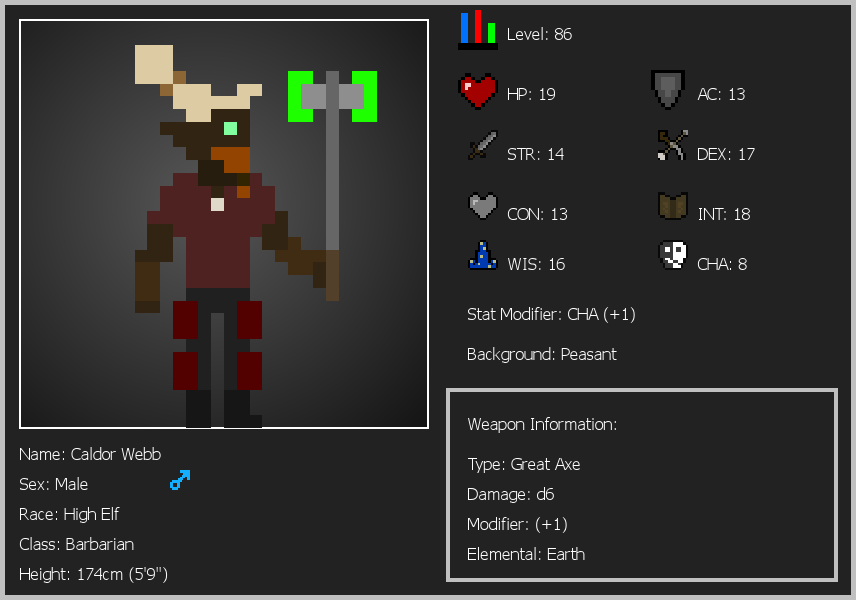 Level: 86
HP: 19
AC: 13
STR: 14
DEX: 17
CON: 13
INT: 18
WIS: 16
CHA: 8
Stat Modifier: CHA (+1)
Background: Peasant
Weapon Information:
Type: Great Axe
Damage: d6
Modifier: (+1)
Elemental: Earth
Name: Caldor Webb
Sex: Male
Race: High Elf
Class: Barbarian
Height: 174cm (5'9")